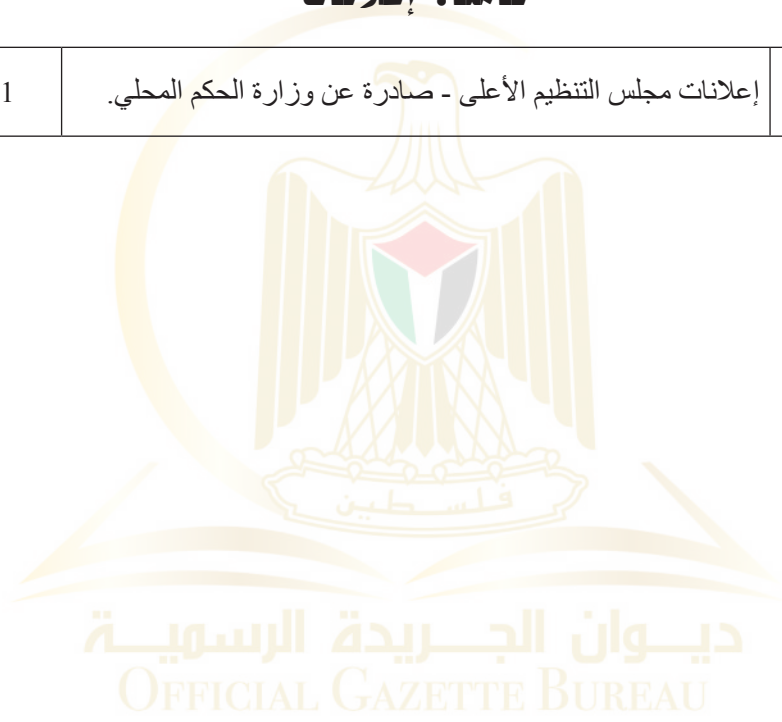 إعلانات مجلس التنظيم الأعلى - صادرة عن وزارة الحكم المحلي.
1
فلسطين
ديوان الجريدة الرسمية
OFFICIAL GAZETTE BUREAU